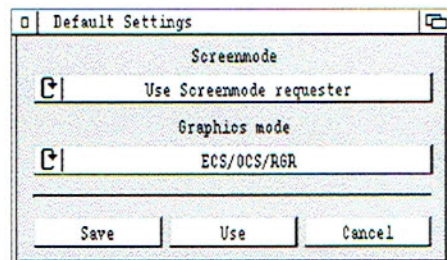 Default Settings
Screenmode
Use Screenmode requester
Graphics mode
ECS/OCS/RGR
Save Use Cancel